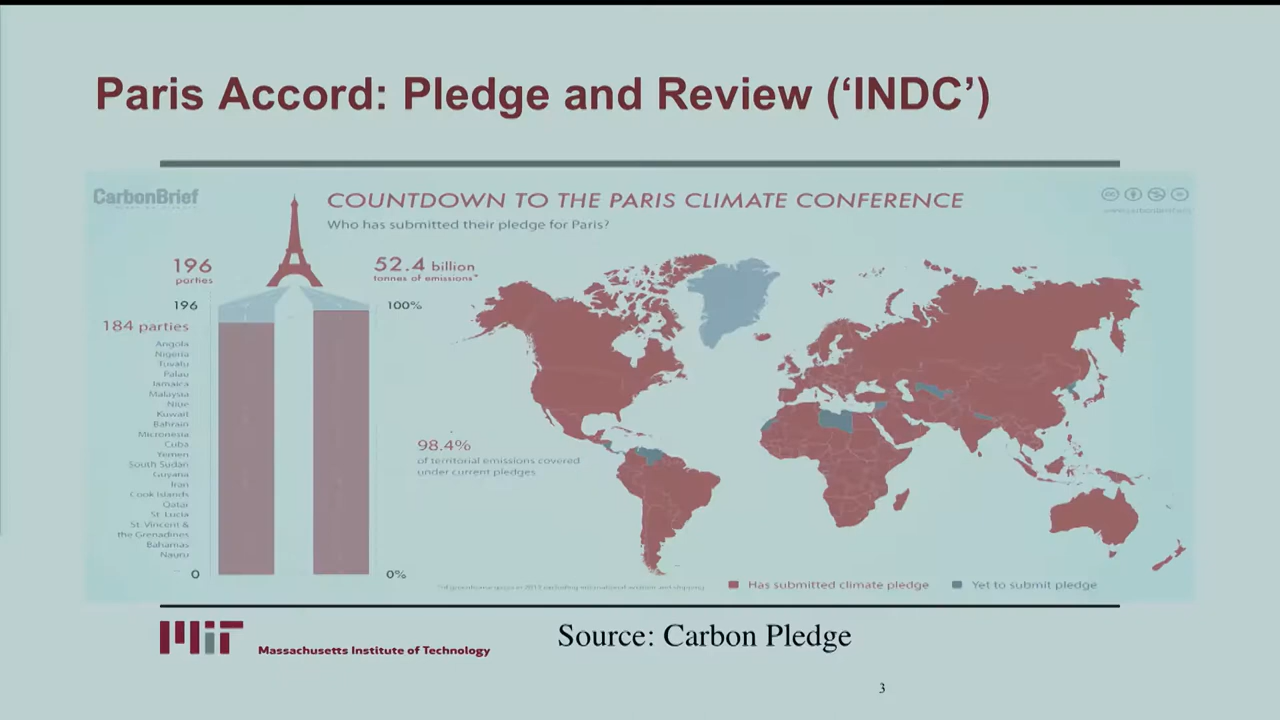 Paris Accord: Pledge and Review (‘INDC’)
CarbonBrief
COUNTDOWN TO THE PARIS CLIMATE CONFERENCE
Who has submitted their pledge for Paris?
196
parties
52.4 billion
tonnes of emissions*
196
100%
184 parties
Angola
Nigeria
Tuvalu
Palau
Jamaica
Malaysia
Niue
Kuwait
Bahrain
Micronesia
Cuba
Yemen
South Sudan
Guyana
Iran
Cook Islands
Qatar
St. Lucia
St. Vincent &
the Grenadines
Bahamas
Nauru
98.4%
of territorial emissions covered
under current pledges
0
0%
Has submitted climate pledge
Yet to submit pledge
MIT
Massachusetts Institute of Technology
Source: Carbon Pledge
3